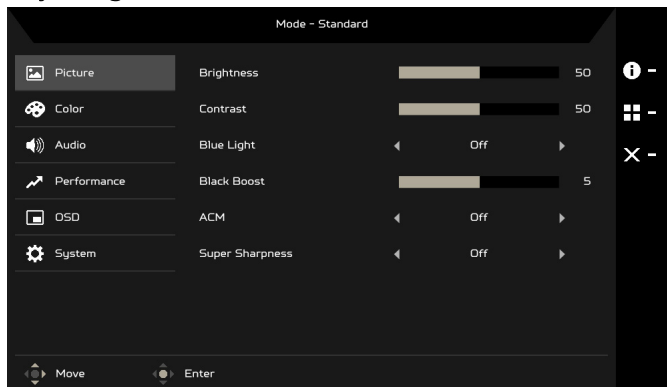 Mode - Standard
Picture
Brightness 50
Color
Contrast 50
Audio
Blue Light Off
Performance
Black Boost 5
OSD
ACM Off
System
Super Sharpness Off
Move Enter